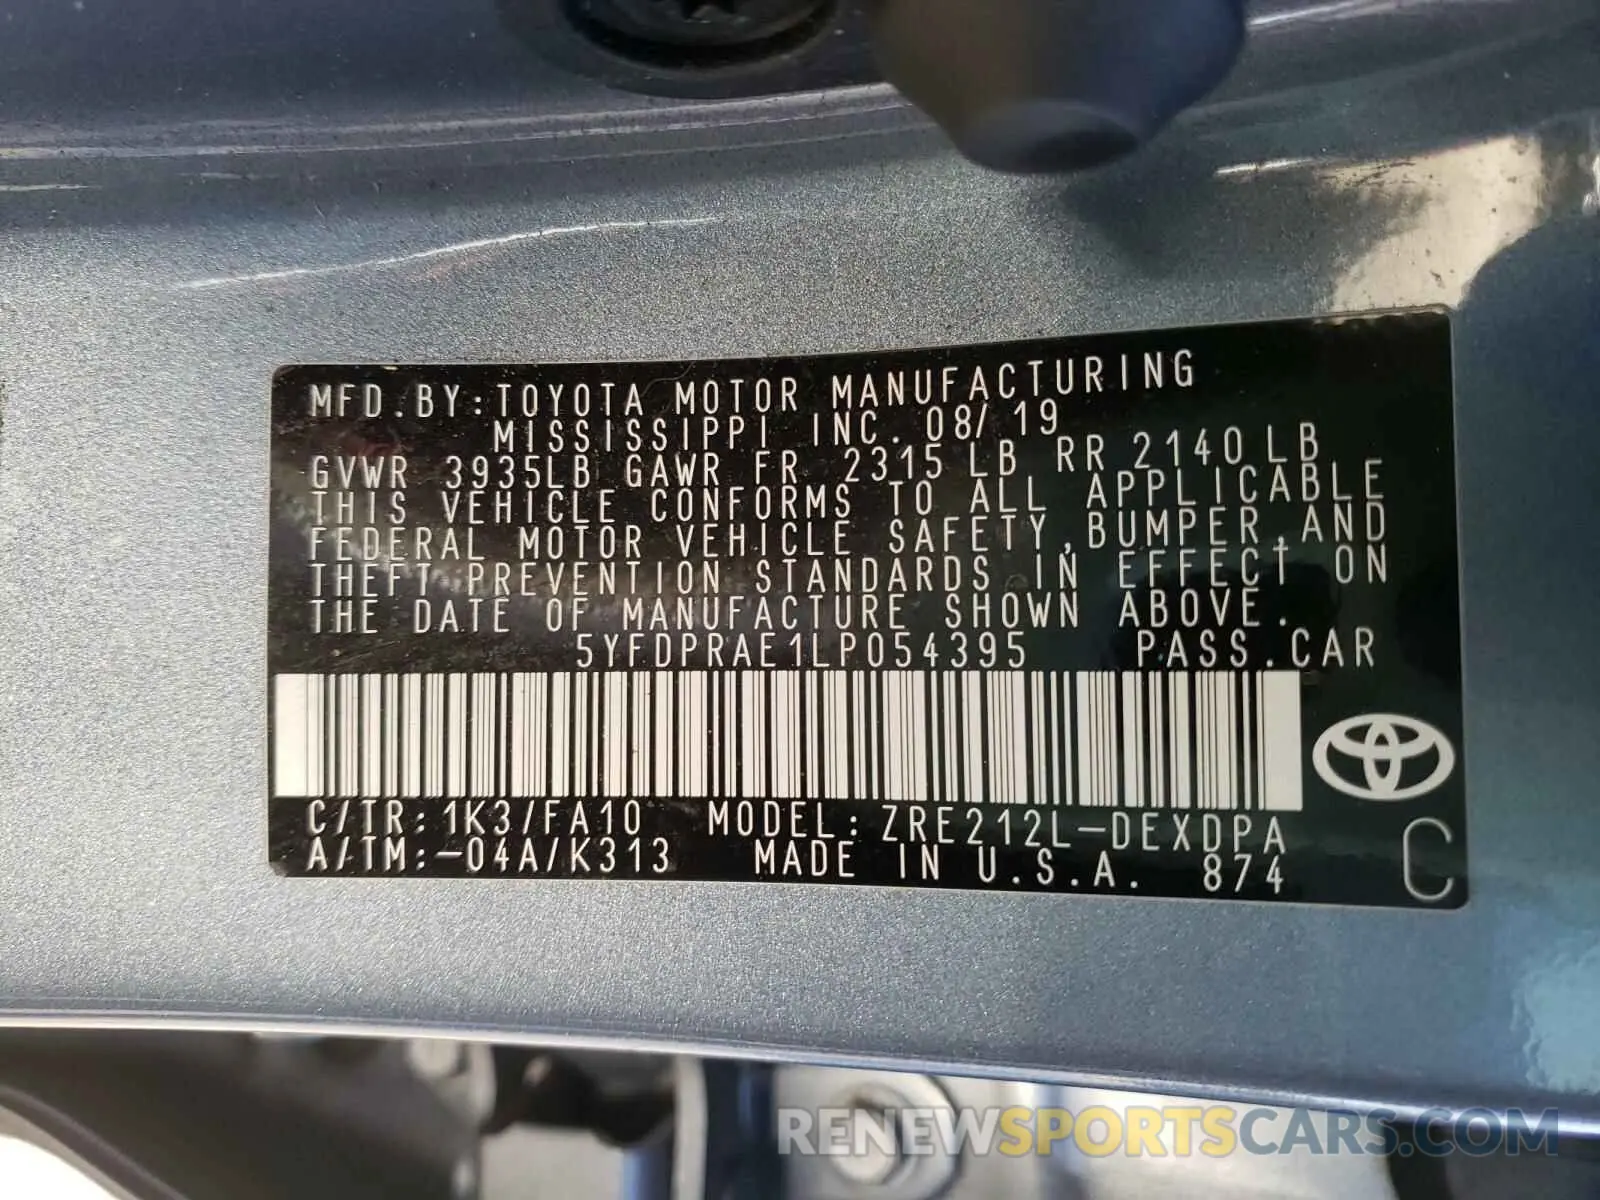 MFD.BY:TOYOTA MOTOR MANUFACTURING
MISSISSIPPI INC. 08/19
GVWR 3935LB GAWR FR 2315LB RR 2140LB
THIS VEHICLE CONFORMS TO ALL APPLICABLE
FEDERAL MOTOR VEHICLE SAFETY,BUMPER,AND
THEFT PREVENTION STANDARDS IN EFFECT ON
THE DATE OF MANUFACTURE SHOWN ABOVE.
5YFDPRAE1LP054395 PASS.CAR
C/TR:1K3/FA10 MODEL:ZRE212L-DEXDPA
A/TM:-04A/K313 MADE IN U.S.A. 874 C
RENEWSPORTSCARS.COM